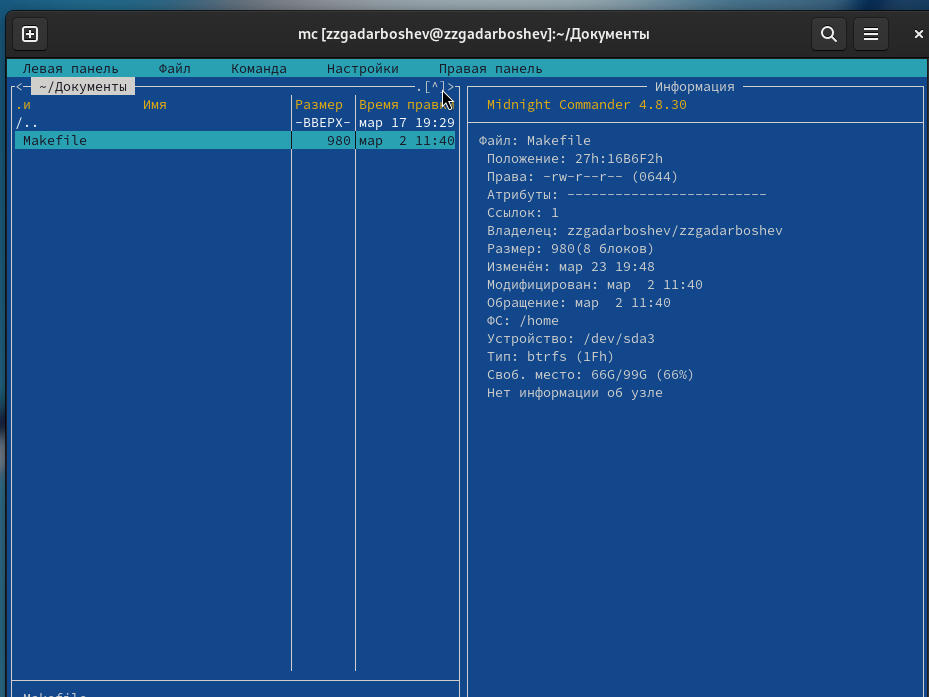 mc [zzgadarboshev@zzgadarboshev]:~/Документы
Левая панель Файл Команда Настройки Правая панель
<- ~/Документы .[^]>
.и Имя Размер Время правк
/.. -ВВЕРХ- мар 17 19:29
Makefile 980 мар  2 11:40
Информация
Midnight Commander 4.8.30
Файл: Makefile
Положение: 27h:16B6F2h
Права: -rw-r--r-- (0644)
Атрибуты: -------------------------
Ссылок: 1
Владелец: zzgadarboshev/zzgadarboshev
Размер: 980(8 блоков)
Изменён: мар 23 19:48
Модифицирован: мар  2 11:40
Обращение: мар  2 11:40
ФС: /home
Устройство: /dev/sda3
Тип: btrfs (1Fh)
Своб. место: 66G/99G (66%)
Нет информации об узле
Makefile